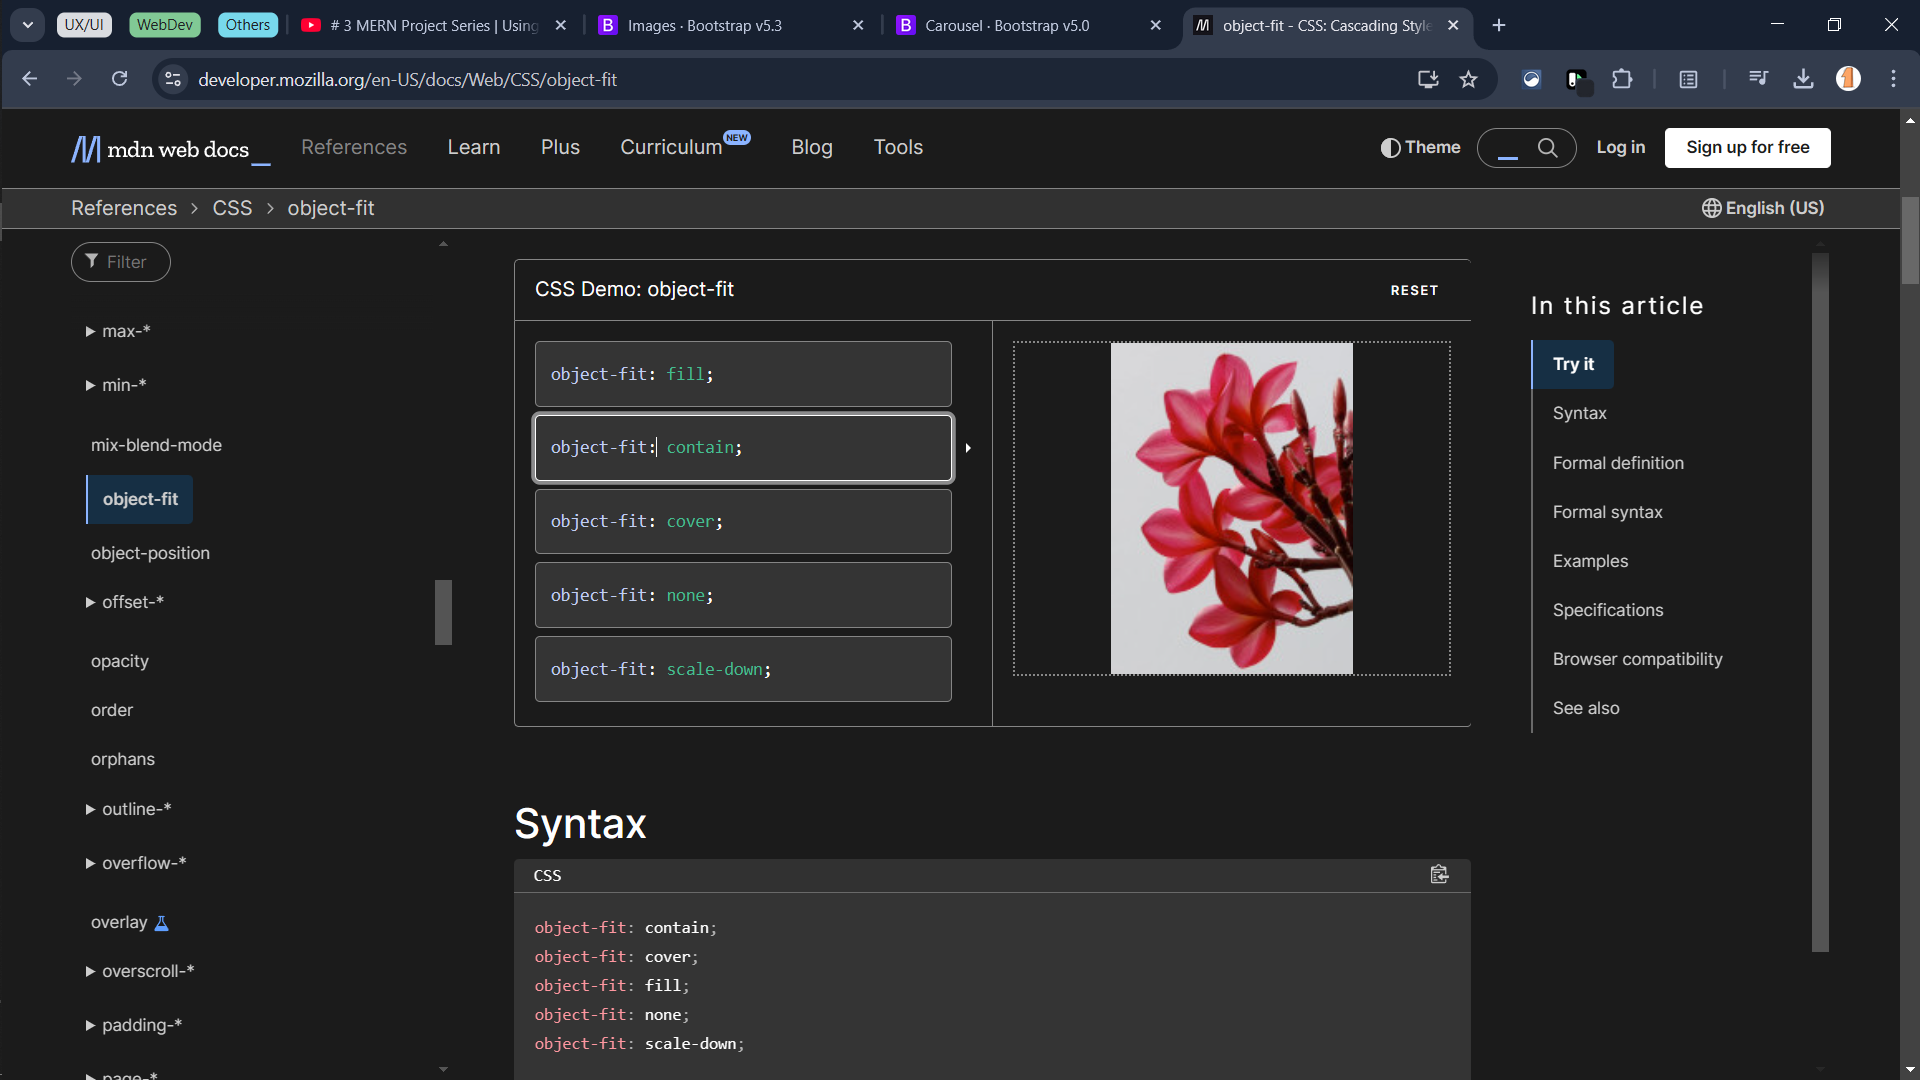 UX/UI
WebDev
Others
# 3 MERN Project Series | Using
Images · Bootstrap v5.3
Carousel · Bootstrap v5.0
object-fit - CSS: Cascading Style
developer.mozilla.org/en-US/docs/Web/CSS/object-fit
mdn web docs_
References
Learn
Plus
Curriculum NEW
Blog
Tools
Theme
Log in
Sign up for free
References > CSS > object-fit
English (US)
Filter
max-*
min-*
mix-blend-mode
object-fit
object-position
offset-*
opacity
order
orphans
outline-*
overflow-*
overlay
overscroll-*
padding-*
page-*
CSS Demo: object-fit
RESET
object-fit: fill;
object-fit: contain;
object-fit: cover;
object-fit: none;
object-fit: scale-down;
Syntax
CSS
object-fit: contain;
object-fit: cover;
object-fit: fill;
object-fit: none;
object-fit: scale-down;
In this article
Try it
Syntax
Formal definition
Formal syntax
Examples
Specifications
Browser compatibility
See also